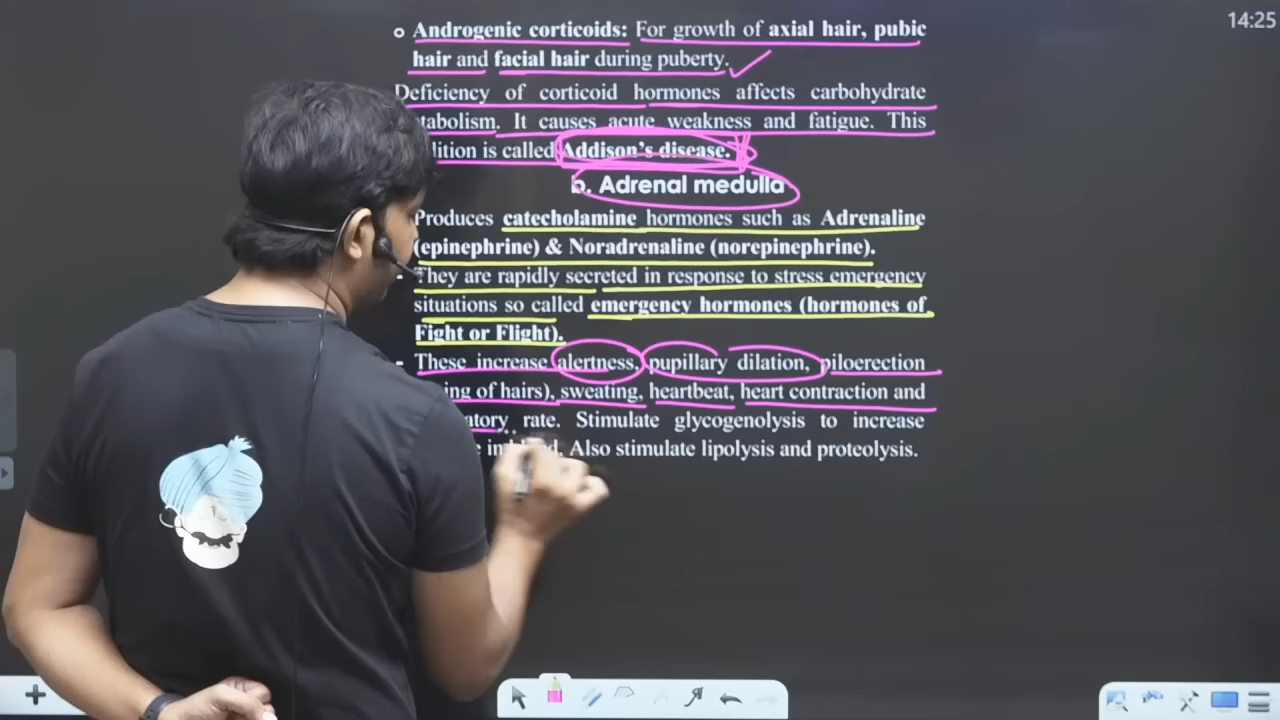 14:25
Androgenic corticoids: For growth of axial hair, pubic
hair and facial hair during puberty.
Deficiency of corticoid hormones affects carbohydrate
tabolism. It causes acute weakness and fatigue. This
dition is called Addison's disease.
b. Adrenal medulla
Produces catecholamine hormones such as Adrenaline
(epinephrine) & Noradrenaline (norepinephrine).
They are rapidly secreted in response to stress emergency
situations so called emergency hormones (hormones of
Fight or Flight).
- These increase alertness, pupillary dilation, piloerection
ing of hairs), sweating, heartbeat, heart contraction and
atory rate. Stimulate glycogenolysis to increase
Also stimulate lipolysis and proteolysis.